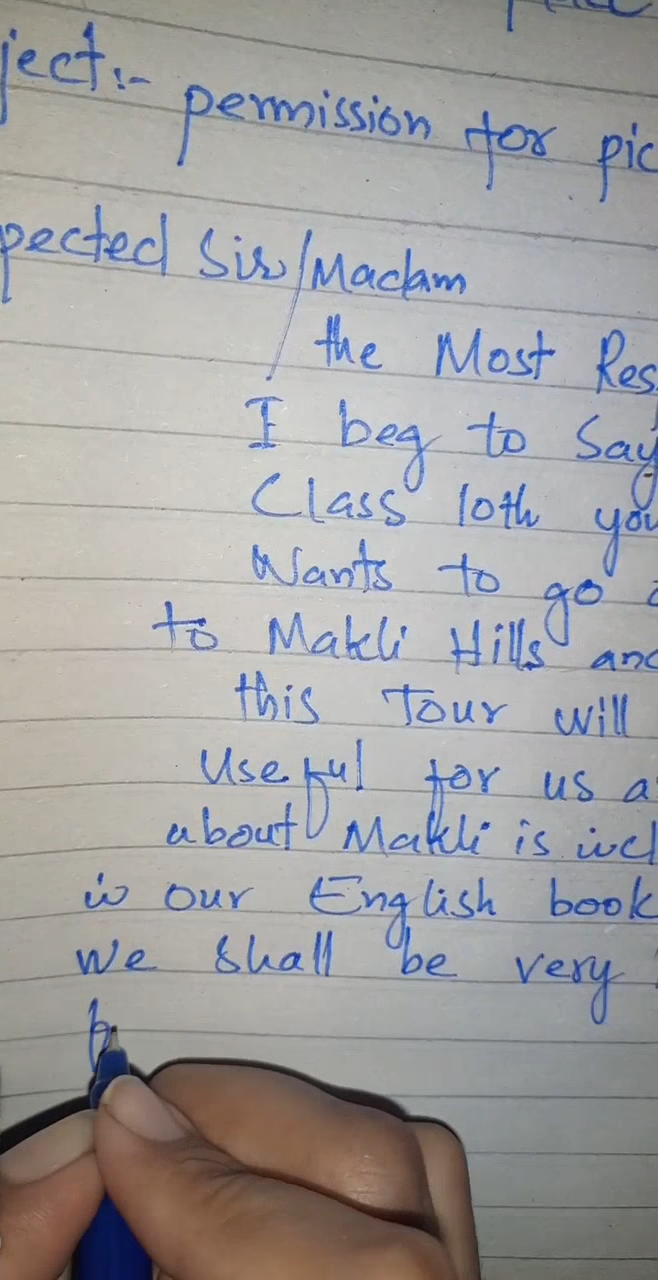 ject:- permission for pic
pected Sir/Madam
the Most Res
I beg to Say
Class 10th you
Wants to go
to Makli Hills and
this Tour will
Useful for us a
about Makli is incl
in our English book
we shall be very